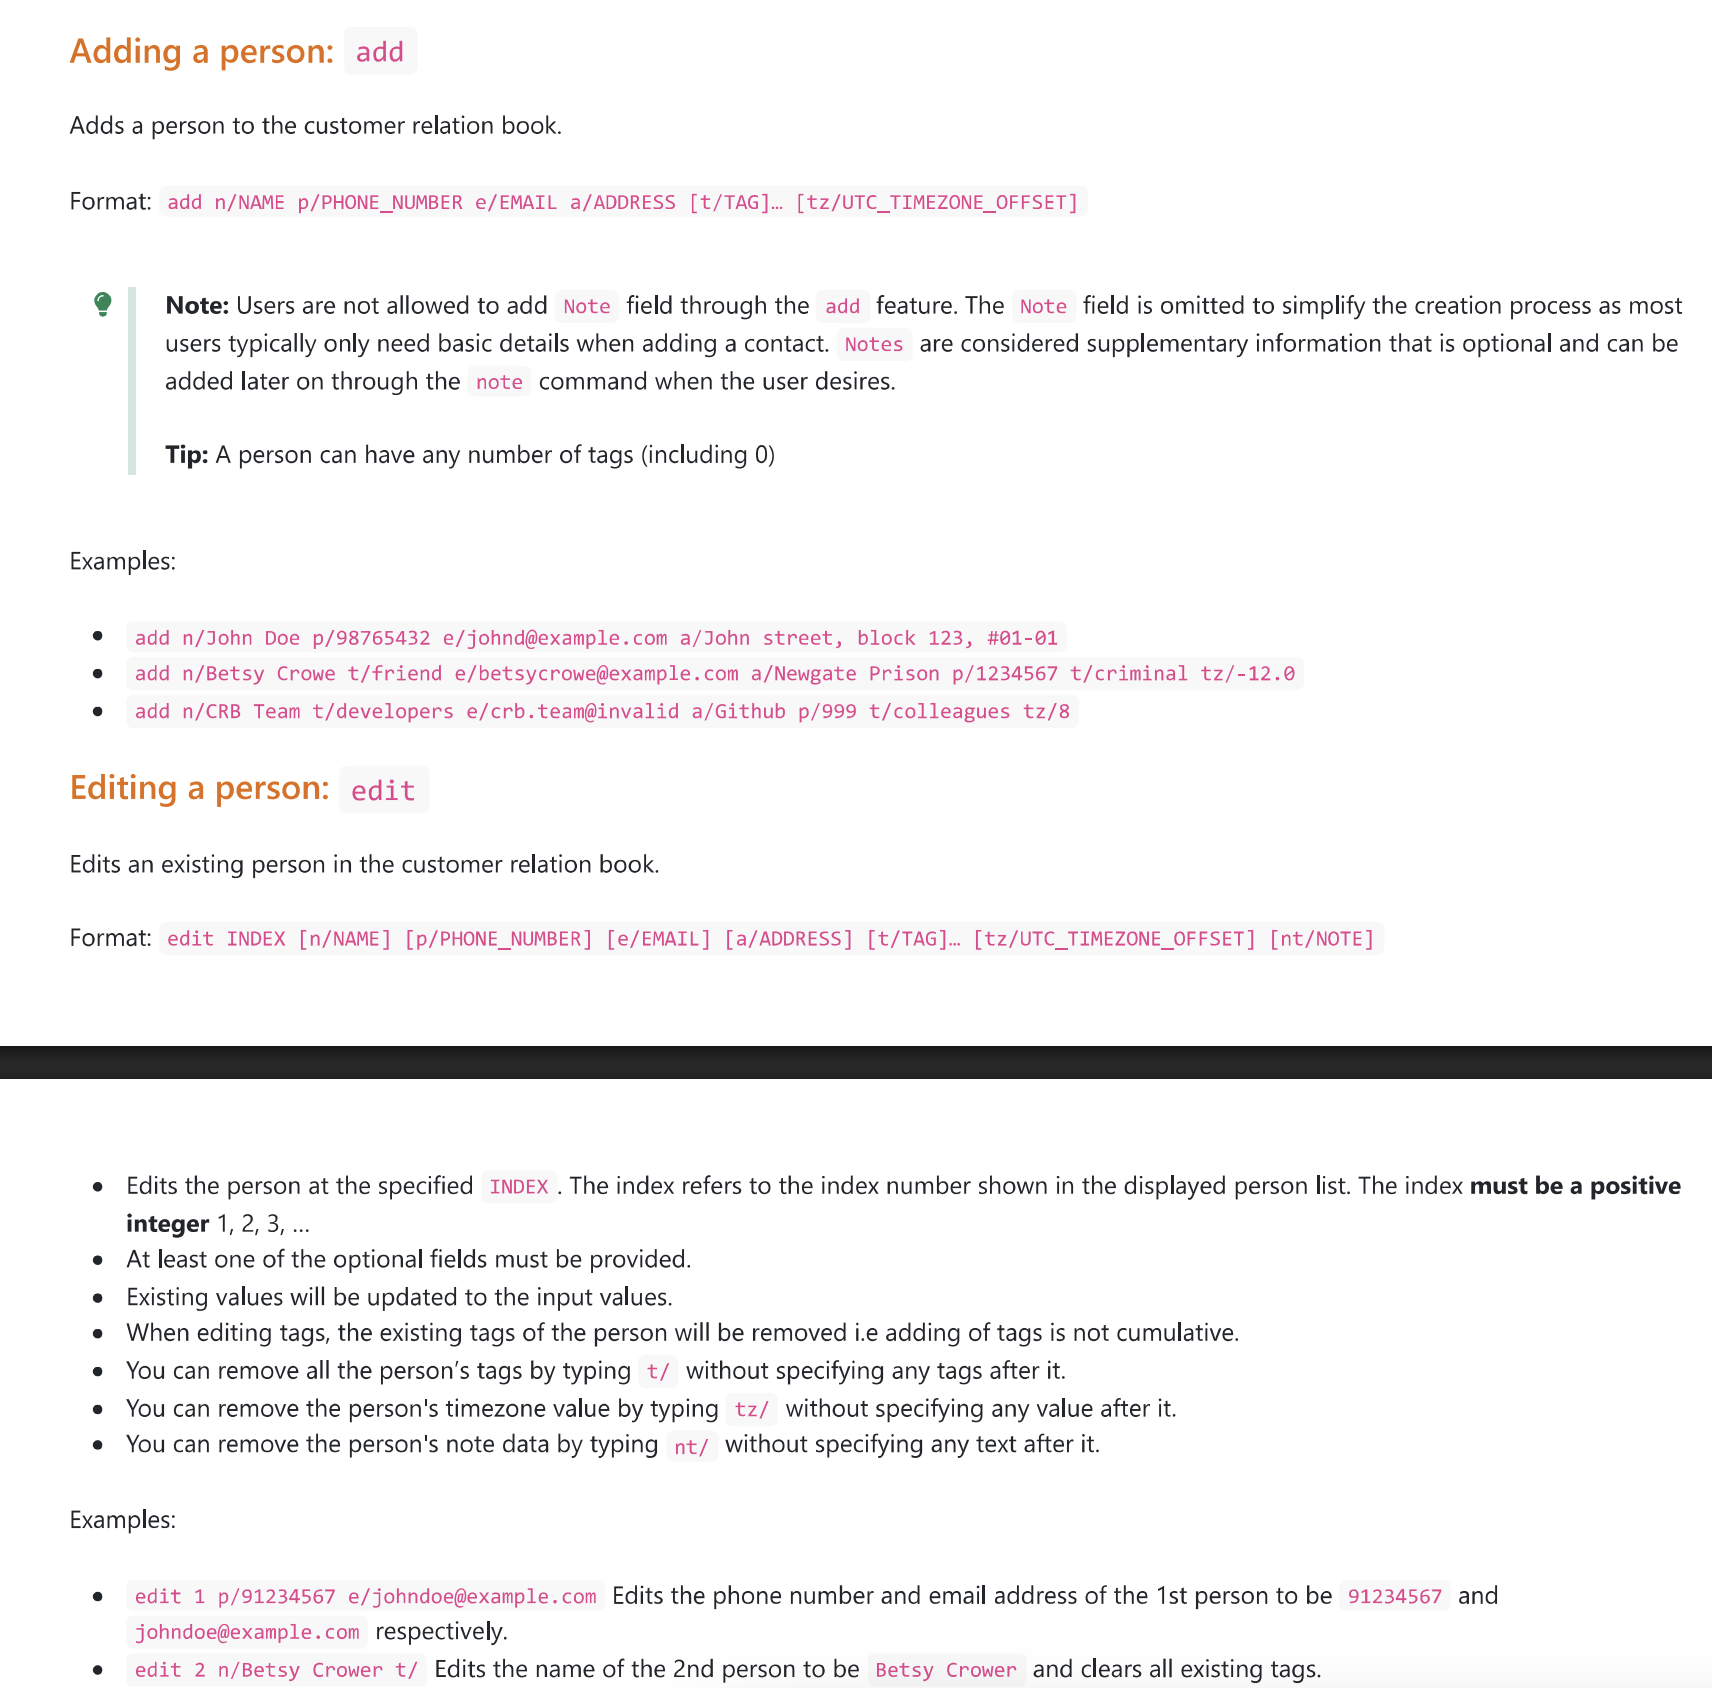 Adding a person: add
Adds a person to the customer relation book.
Format: add n/NAME p/PHONE_NUMBER e/EMAIL a/ADDRESS [t/TAG]… [tz/UTC_TIMEZONE_OFFSET]
Note: Users are not allowed to add Note field through the add feature. The Note field is omitted to simplify the creation process as most
users typically only need basic details when adding a contact. Notes are considered supplementary information that is optional and can be
added later on through the note command when the user desires.
Tip: A person can have any number of tags (including 0)
Examples:
● add n/John Doe p/98765432 e/johnd@example.com a/John street, block 123, #01-01
● add n/Betsy Crowe t/friend e/betsycrowe@example.com a/Newgate Prison p/1234567 t/criminal tz/-12.0
● add n/CRB Team t/developers e/crb.team@invalid a/Github p/999 t/colleagues tz/8
Editing a person: edit
Edits an existing person in the customer relation book.
Format: edit INDEX [n/NAME] [p/PHONE_NUMBER] [e/EMAIL] [a/ADDRESS] [t/TAG]… [tz/UTC_TIMEZONE_OFFSET] [nt/NOTE]
● Edits the person at the specified INDEX . The index refers to the index number shown in the displayed person list. The index must be a positive
integer 1, 2, 3, …
● At least one of the optional fields must be provided.
● Existing values will be updated to the input values.
● When editing tags, the existing tags of the person will be removed i.e adding of tags is not cumulative.
● You can remove all the person’s tags by typing t/ without specifying any tags after it.
● You can remove the person's timezone value by typing tz/ without specifying any value after it.
● You can remove the person's note data by typing nt/ without specifying any text after it.
Examples:
● edit 1 p/91234567 e/johndoe@example.com Edits the phone number and email address of the 1st person to be 91234567 and
johndoe@example.com respectively.
● edit 2 n/Betsy Crower t/ Edits the name of the 2nd person to be Betsy Crower and clears all existing tags.